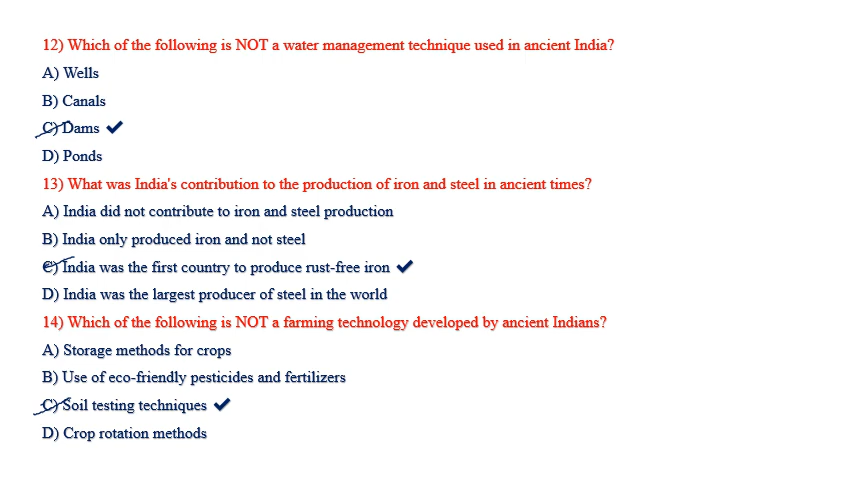 12) Which of the following is NOT a water management technique used in ancient India?
A) Wells
B) Canals
C) Dams ✔
D) Ponds
13) What was India's contribution to the production of iron and steel in ancient times?
A) India did not contribute to iron and steel production
B) India only produced iron and not steel
C) India was the first country to produce rust-free iron ✔
D) India was the largest producer of steel in the world
14) Which of the following is NOT a farming technology developed by ancient Indians?
A) Storage methods for crops
B) Use of eco-friendly pesticides and fertilizers
C) Soil testing techniques ✔
D) Crop rotation methods